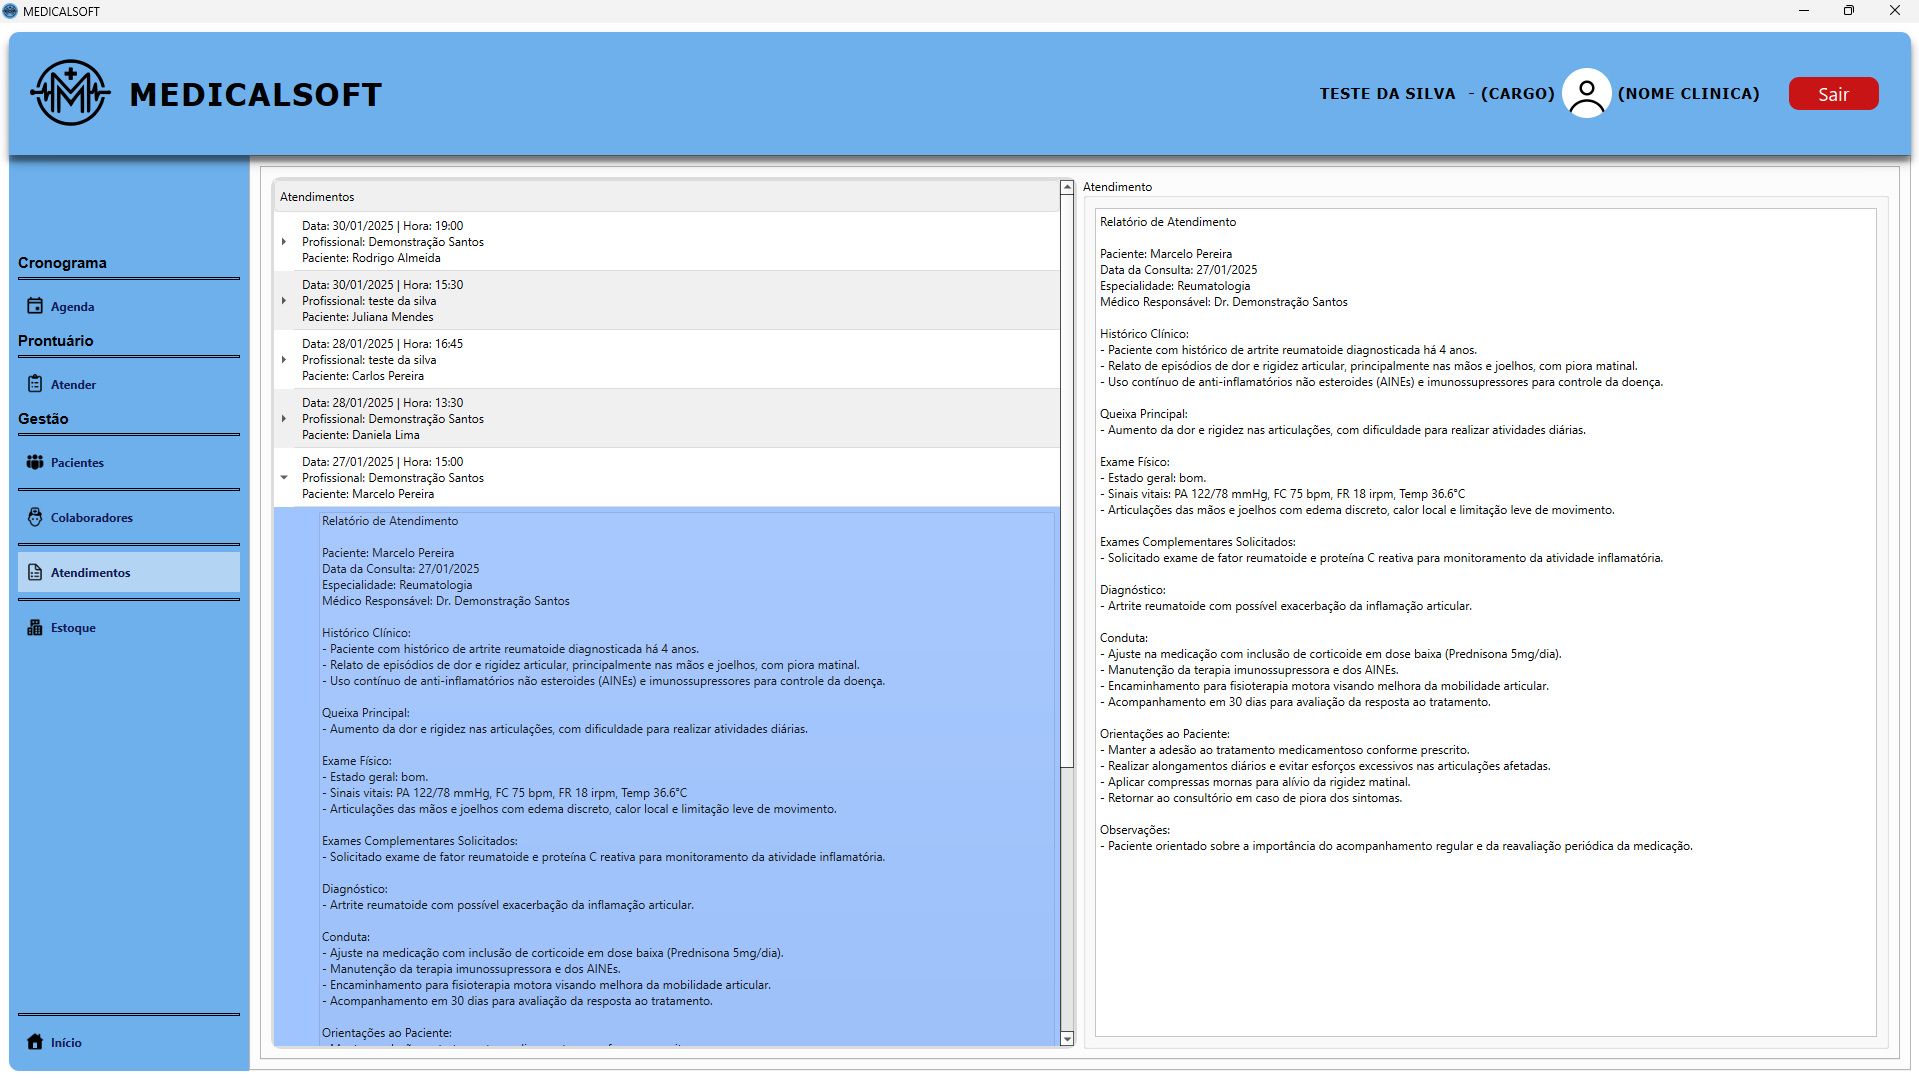 MEDICALSOFT
MEDICALSOFT
TESTE DA SILVA - (CARGO)
(NOME CLINICA)
Sair
Cronograma
Agenda
Prontuário
Atender
Gestão
Pacientes
Colaboradores
Atendimentos
Estoque
Início
Atendimentos
Data: 30/01/2025 | Hora: 19:00
Profissional: Demonstração Santos
Paciente: Rodrigo Almeida
Data: 30/01/2025 | Hora: 15:30
Profissional: teste da silva
Paciente: Juliana Mendes
Data: 28/01/2025 | Hora: 16:45
Profissional: teste da silva
Paciente: Carlos Pereira
Data: 28/01/2025 | Hora: 13:30
Profissional: Demonstração Santos
Paciente: Daniela Lima
Data: 27/01/2025 | Hora: 15:00
Profissional: Demonstração Santos
Paciente: Marcelo Pereira
Relatório de Atendimento
Paciente: Marcelo Pereira
Data da Consulta: 27/01/2025
Especialidade: Reumatologia
Médico Responsável: Dr. Demonstração Santos
Histórico Clínico:
- Paciente com histórico de artrite reumatoide diagnosticada há 4 anos.
- Relato de episódios de dor e rigidez articular, principalmente nas mãos e joelhos, com piora matinal.
- Uso contínuo de anti-inflamatórios não esteroides (AINEs) e imunossupressores para controle da doença.
Queixa Principal:
- Aumento da dor e rigidez nas articulações, com dificuldade para realizar atividades diárias.
Exame Físico:
- Estado geral: bom.
- Sinais vitais: PA 122/78 mmHg, FC 75 bpm, FR 18 irpm, Temp 36.6°C
- Articulações das mãos e joelhos com edema discreto, calor local e limitação leve de movimento.
Exames Complementares Solicitados:
- Solicitado exame de fator reumatoide e proteína C reativa para monitoramento da atividade inflamatória.
Diagnóstico:
- Artrite reumatoide com possível exacerbação da inflamação articular.
Conduta:
- Ajuste na medicação com inclusão de corticoide em dose baixa (Prednisona 5mg/dia).
- Manutenção da terapia imunossupressora e dos AINEs.
- Encaminhamento para fisioterapia motora visando melhora da mobilidade articular.
- Acompanhamento em 30 dias para avaliação da resposta ao tratamento.
Orientações ao Paciente:
Atendimento
Relatório de Atendimento
Paciente: Marcelo Pereira
Data da Consulta: 27/01/2025
Especialidade: Reumatologia
Médico Responsável: Dr. Demonstração Santos
Histórico Clínico:
- Paciente com histórico de artrite reumatoide diagnosticada há 4 anos.
- Relato de episódios de dor e rigidez articular, principalmente nas mãos e joelhos, com piora matinal.
- Uso contínuo de anti-inflamatórios não esteroides (AINEs) e imunossupressores para controle da doença.
Queixa Principal:
- Aumento da dor e rigidez nas articulações, com dificuldade para realizar atividades diárias.
Exame Físico:
- Estado geral: bom.
- Sinais vitais: PA 122/78 mmHg, FC 75 bpm, FR 18 irpm, Temp 36.6°C
- Articulações das mãos e joelhos com edema discreto, calor local e limitação leve de movimento.
Exames Complementares Solicitados:
- Solicitado exame de fator reumatoide e proteína C reativa para monitoramento da atividade inflamatória.
Diagnóstico:
- Artrite reumatoide com possível exacerbação da inflamação articular.
Conduta:
- Ajuste na medicação com inclusão de corticoide em dose baixa (Prednisona 5mg/dia).
- Manutenção da terapia imunossupressora e dos AINEs.
- Encaminhamento para fisioterapia motora visando melhora da mobilidade articular.
- Acompanhamento em 30 dias para avaliação da resposta ao tratamento.
Orientações ao Paciente:
- Manter a adesão ao tratamento medicamentoso conforme prescrito.
- Realizar alongamentos diários e evitar esforços excessivos nas articulações afetadas.
- Aplicar compressas mornas para alívio da rigidez matinal.
- Retornar ao consultório em caso de piora dos sintomas.
Observações:
- Paciente orientado sobre a importância do acompanhamento regular e da reavaliação periódica da medicação.